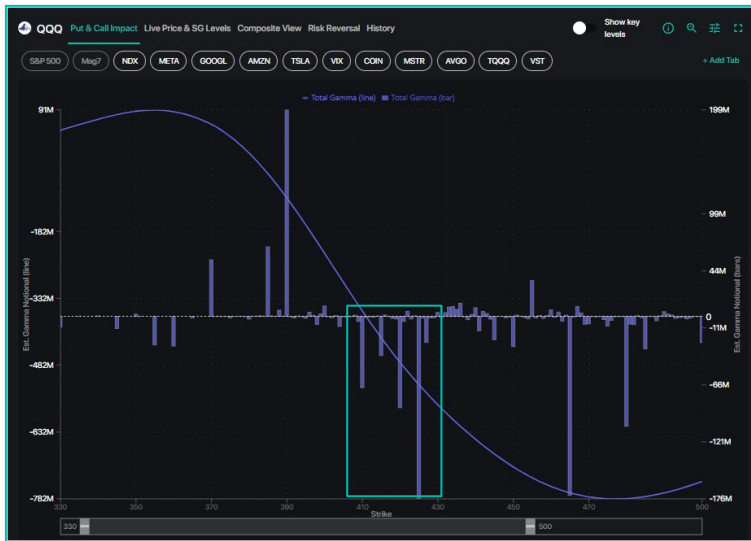 QQQ Put & Call Impact Live Price & SG Levels Composite View Risk Reversal History Show key levels
S&P 500 Mag7 NDX META GOOGL AMZN TSLA VIX COIN MSTR AVGO TQQQ VST + Add Tab
Total Gamma (line) Total Gamma (bar)
91M
-182M
-332M
-482M
-632M
-782M
Est. Gamma Notional (line)
199M
99M
44M
0
-11M
-66M
-121M
-176M
Est. Gamma Notional (bars)
330 350 370 390 410 430 450 470 500
Strike
330 500